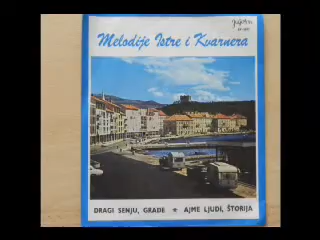 Melodije Istre i Kvarnera
DRAGI SENJU, GRADE ★ AJME LJUDI, ŠTORIJA